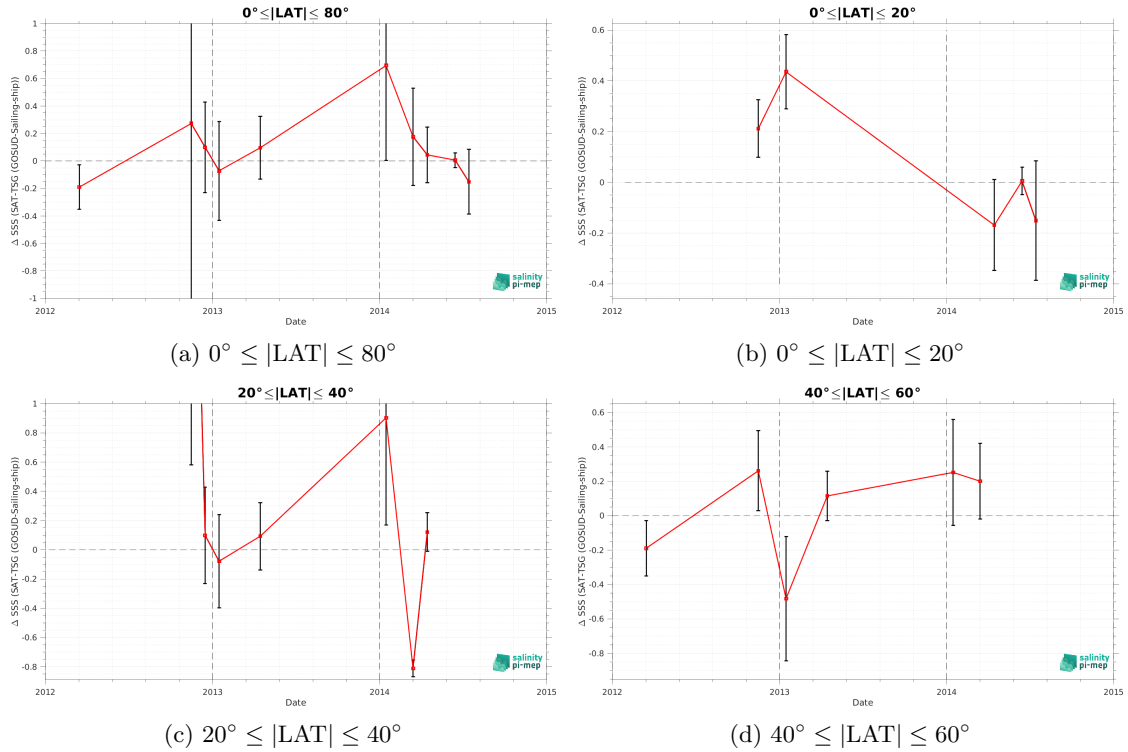 0°≤|LAT|≤ 80°
Δ SSS (SAT-TSG (GOSUD-Sailing-ship))
1
0.8
0.6
0.4
0.2
0
-0.2
-0.4
-0.6
-0.8
-1
2012 2013 2014 2015
Date
salinity
pi-mep
(a) 0° ≤ |LAT| ≤ 80°
0°≤|LAT|≤ 20°
Δ SSS (SAT-TSG (GOSUD-Sailing-ship))
0.6
0.4
0.2
0
-0.2
-0.4
2012 2013 2014 2015
Date
salinity
pi-mep
(b) 0° ≤ |LAT| ≤ 20°
20°≤|LAT|≤ 40°
Δ SSS (SAT-TSG (GOSUD-Sailing-ship))
1
0.8
0.6
0.4
0.2
0
-0.2
-0.4
-0.6
-0.8
2012 2013 2014 2015
Date
salinity
pi-mep
(c) 20° ≤ |LAT| ≤ 40°
40°≤|LAT|≤ 60°
Δ SSS (SAT-TSG (GOSUD-Sailing-ship))
0.6
0.4
0.2
0
-0.2
-0.4
-0.6
-0.8
2012 2013 2014 2015
Date
salinity
pi-mep
(d) 40° ≤ |LAT| ≤ 60°